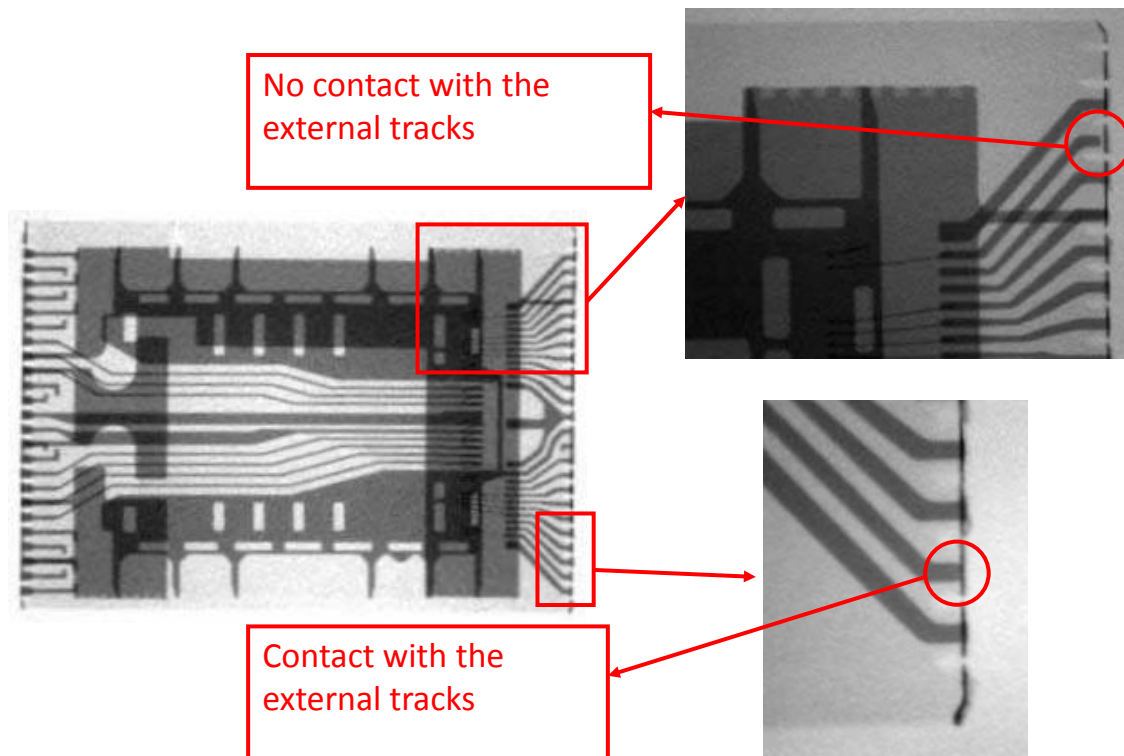 No contact with the
external tracks
Contact with the
external tracks